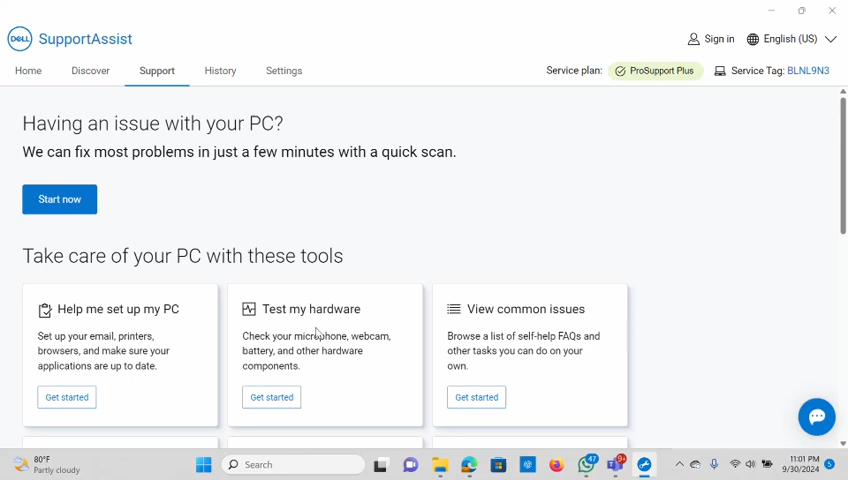 DELL SupportAssist
Sign in English (US)
Home Discover Support History Settings Service plan: ProSupport Plus Service Tag: BLNL9N3
Having an issue with your PC?
We can fix most problems in just a few minutes with a quick scan.
Start now
Take care of your PC with these tools
Help me set up my PC
Set up your email, printers,
browsers, and make sure your
applications are up to date.
Get started
Test my hardware
Check your microphone, webcam,
battery, and other hardware
components.
Get started
View common issues
Browse a list of self-help FAQs and
other tasks you can do on your
own.
Get started
80°F
Partly cloudy
Search
47
9+
11:01 PM
9/30/2024
5